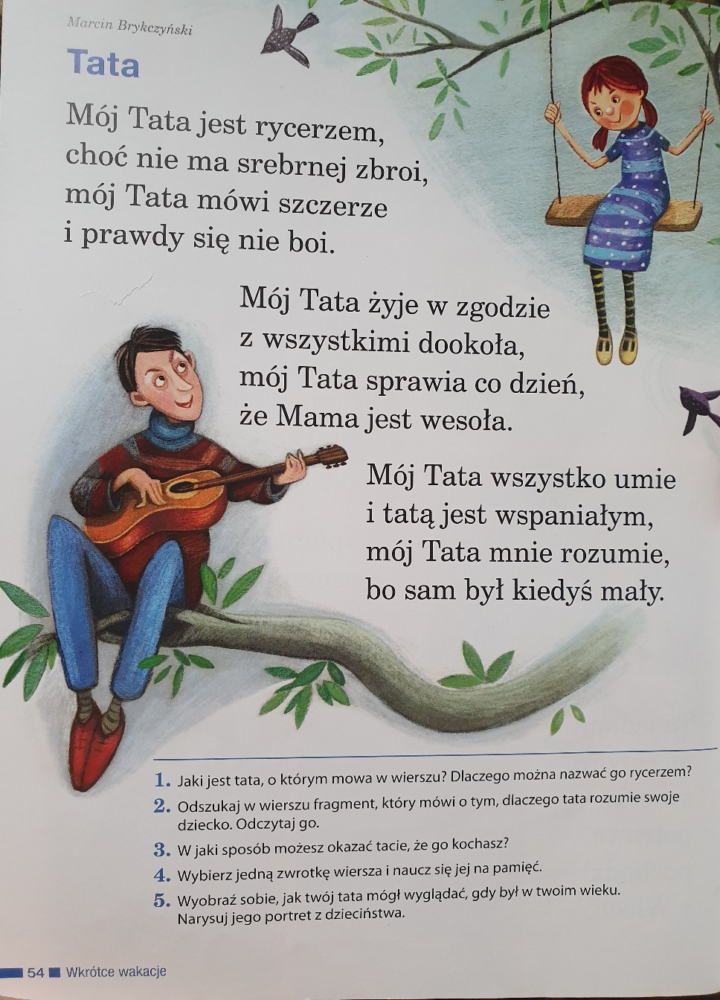 Marcin Brykczyński
Tata
Mój Tata jest rycerzem,
choć nie ma srebrnej zbroi,
mój Tata mówi szczerze
i prawdy się nie boi.
Mój Tata żyje w zgodzie
z wszystkimi dookoła,
mój Tata sprawia co dzień,
że Mama jest wesoła.
Mój Tata wszystko umie
i tatą jest wspaniałym,
mój Tata mnie rozumie,
bo sam był kiedyś mały.
1. Jaki jest tata, o którym mowa w wierszu? Dlaczego można nazwać go rycerzem?
2. Odszukaj w wierszu fragment, który mówi o tym, dlaczego tata rozumie swoje
dziecko. Odczytaj go.
3. W jaki sposób możesz okazać tacie, że go kochasz?
4. Wybierz jedną zwrotkę wiersza i naucz się jej na pamięć.
5. Wyobraź sobie, jak twój tata mógł wyglądać, gdy był w twoim wieku.
Narysuj jego portret z dzieciństwa.
54 Wkrótce wakacje